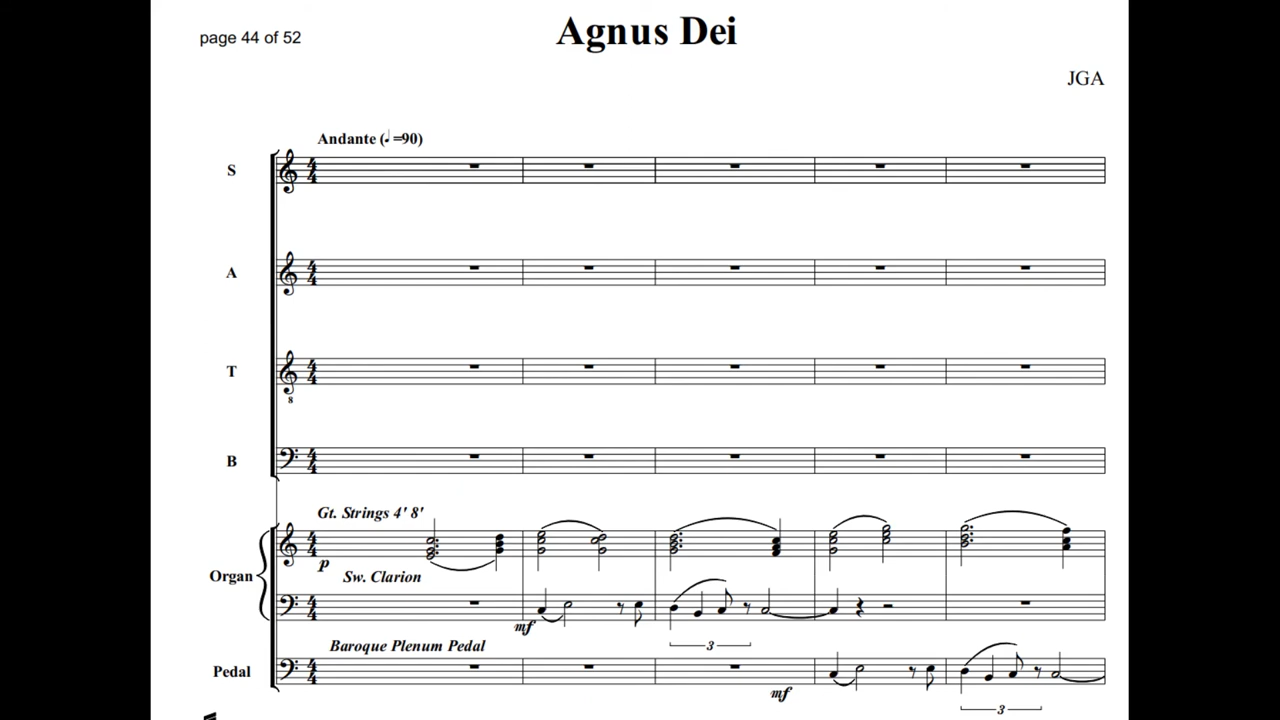 page 44 of 52
Agnus Dei
JGA
Andante (♩=90)
S
A
T
8
B
Gt. Strings 4' 8'
p
Organ
Sw. Clarion
mf
3
Baroque Plenum Pedal
Pedal
mf
3